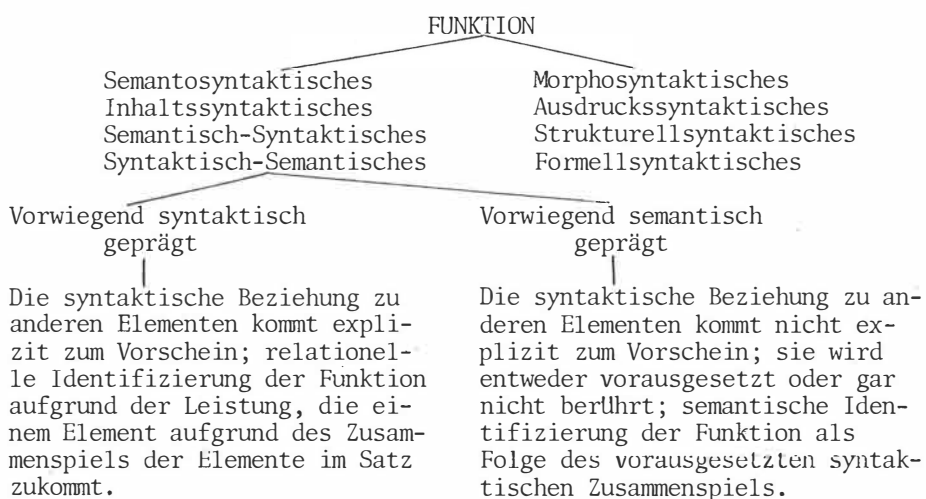 FUNKTION
Semantosyntaktisches
Inhaltssyntaktisches
Semantisch-Syntaktisches
Syntaktisch-Semantisches
Morphosyntaktisches
Ausdruckssyntaktisches
Strukturellsyntaktisches
Formellsyntaktisches
Vorwiegend syntaktisch
geprägt
Die syntaktische Beziehung zu
anderen Elementen kommt expli-
zit zum Vorschein; relationel-
le Identifizierung der Funktion
aufgrund der Leistung, die ei-
nem Element aufgrund des Zusam-
menspiels der Elemente im Satz
zukommt.
Vorwiegend semantisch
geprägt
Die syntaktische Beziehung zu an-
deren Elementen kommt nicht ex-
plizit zum Vorschein; sie wird
entweder vorausgesetzt oder gar
nicht berührt; semantische Iden-
tifizierung der Funktion als
Folge des vorausgesetzten syntak-
tischen Zusammenspiels.